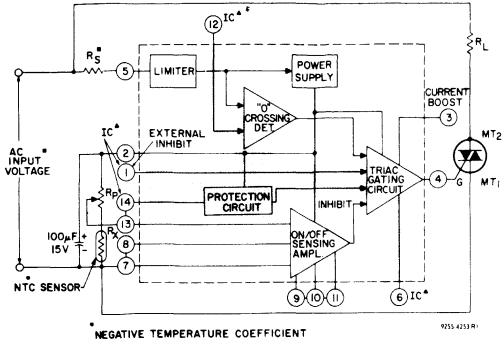 12
IC▲ *
R_S ■
5
LIMITER
POWER
SUPPLY
R_L
"O"
CROSSING
DET.
CURRENT
BOOST
3
MT2
IC▲
EXTERNAL
INHIBIT
AC ■
INPUT
VOLTAGE
2
1
TRIAC
GATING
CIRCUIT
4
G
MT1
R_P
14
PROTECTION
CIRCUIT
INHIBIT
13
100μF
15V
+
-
R_X
8
ON/OFF
SENSING
AMPL.
7
*NTC SENSOR
9
10
11
6
IC▲
9255-4253 R1
*NEGATIVE TEMPERATURE COEFFICIENT